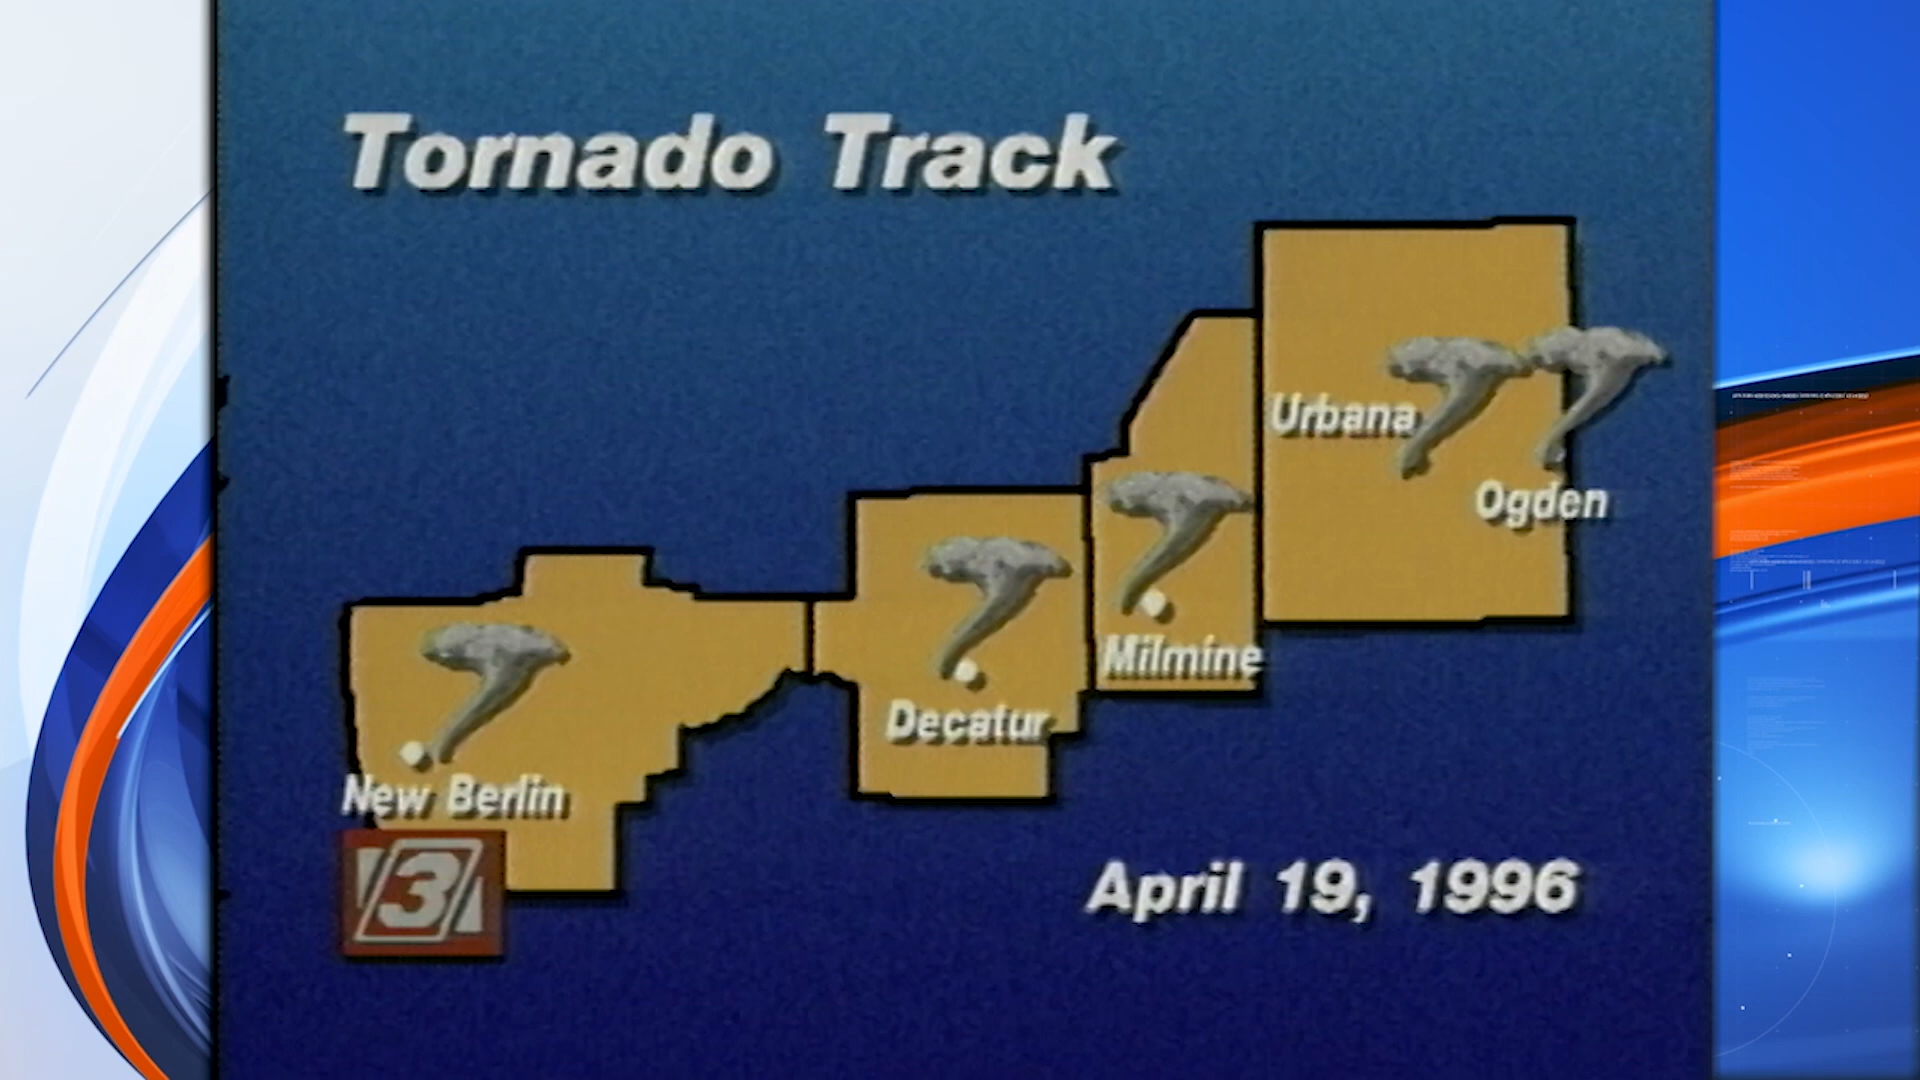 Tornado Track
Urbana
Ogden
Milmine
Decatur
New Berlin
3
April 19, 1996